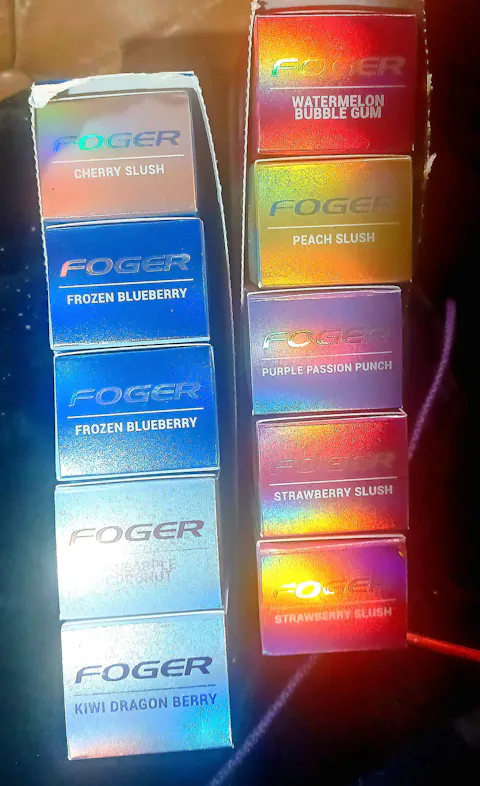 FOGER
CHERRY SLUSH
FOGER
FROZEN BLUEBERRY
FOGER
FROZEN BLUEBERRY
FOGER
COCONUT
FOGER
KIWI DRAGON BERRY
FOGER
WATERMELON
BUBBLE GUM
FOGER
PEACH SLUSH
FOGER
PURPLE PASSION PUNCH
FOGER
STRAWBERRY SLUSH
FOGER
STRAWBERRY SLUSH